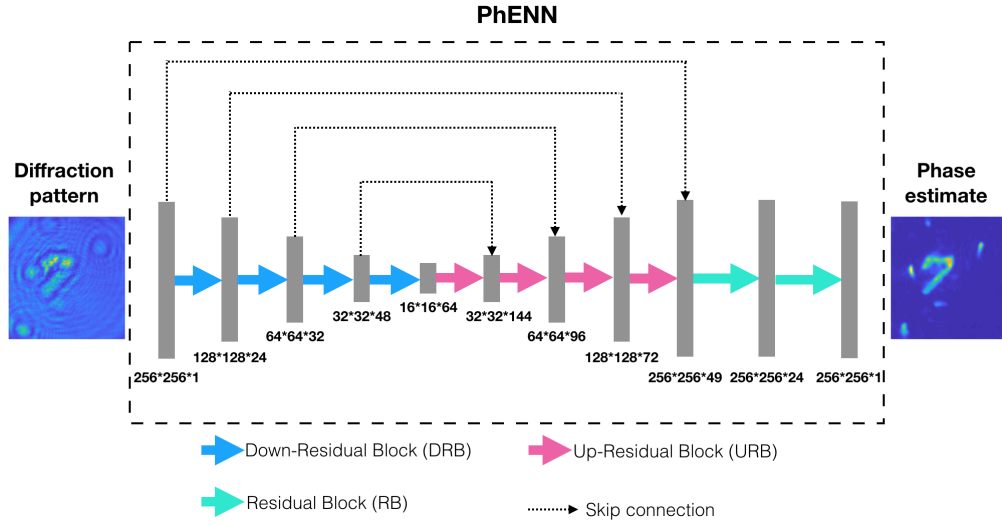 PhENN
Diffraction
pattern
Phase
estimate
256*256*1
128*128*24
64*64*32
32*32*48
16*16*64
32*32*144
64*64*96
128*128*72
256*256*49
256*256*24
256*256*1
Down-Residual Block (DRB)
Up-Residual Block (URB)
Residual Block (RB)
Skip connection